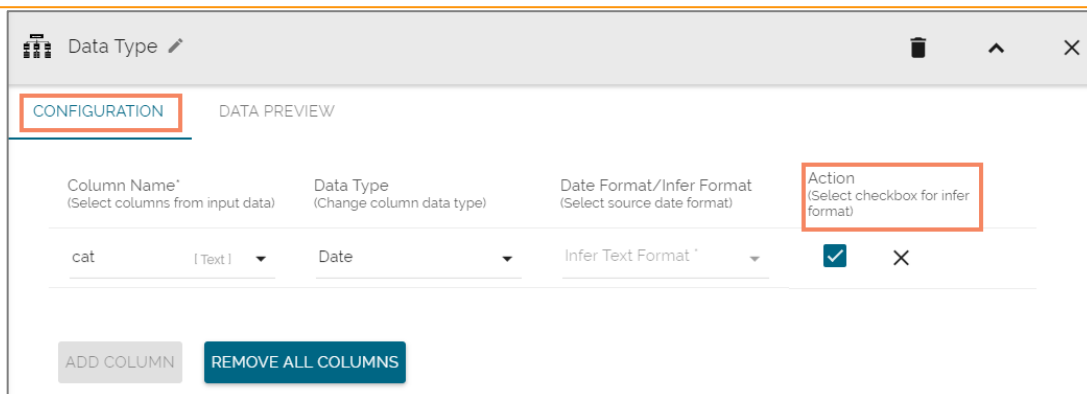 Data Type
CONFIGURATION DATA PREVIEW
Column Name* Data Type Date Format/Infer Format Action
(Select columns from input data) (Change column data type) (Select source date format) (Select checkbox for infer
format)
cat [ Text ] Date Infer Text Format *
ADD COLUMN REMOVE ALL COLUMNS